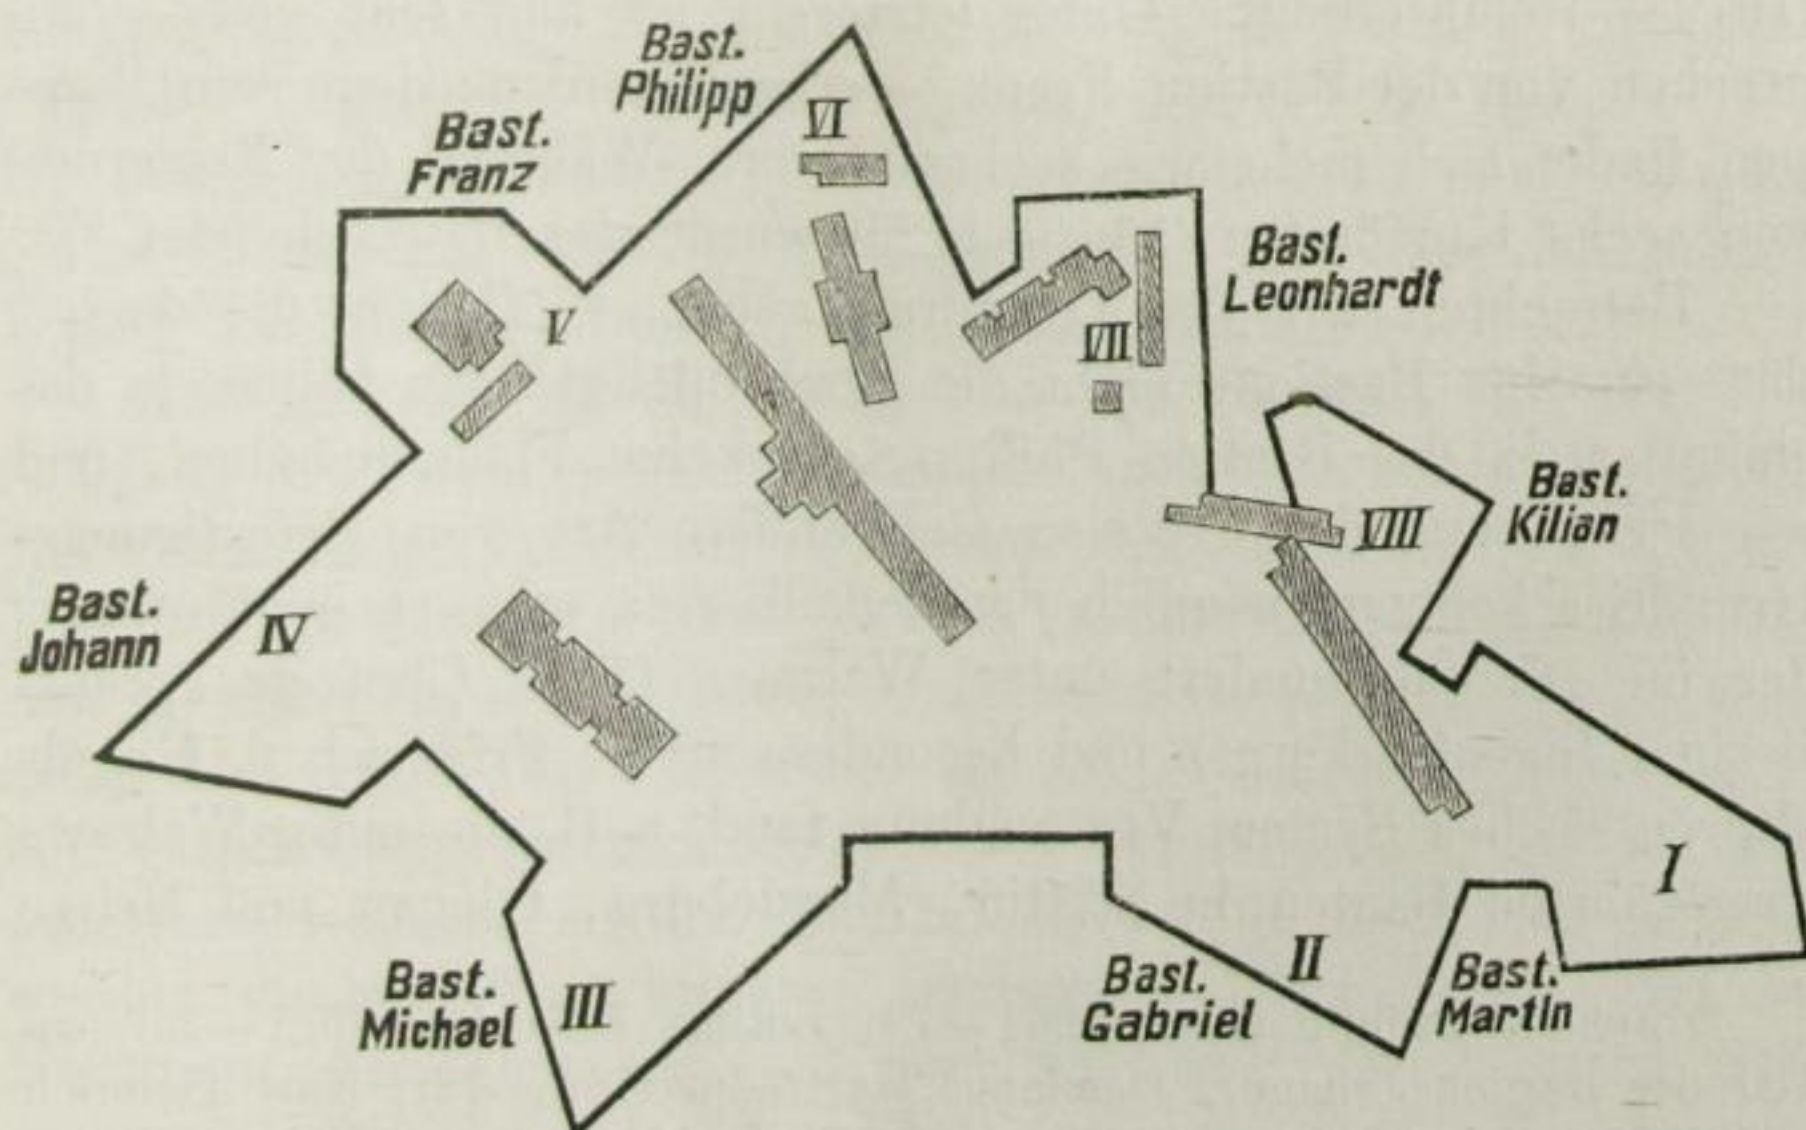 Bast.
Philipp
VI
Bast.
Franz
V
Bast.
Leonhardt
VII
Bast.
Kilian
VIII
Bast.
Johann
IV
I
Bast.
Michael
III
Bast.
Gabriel
II
Bast.
Martin